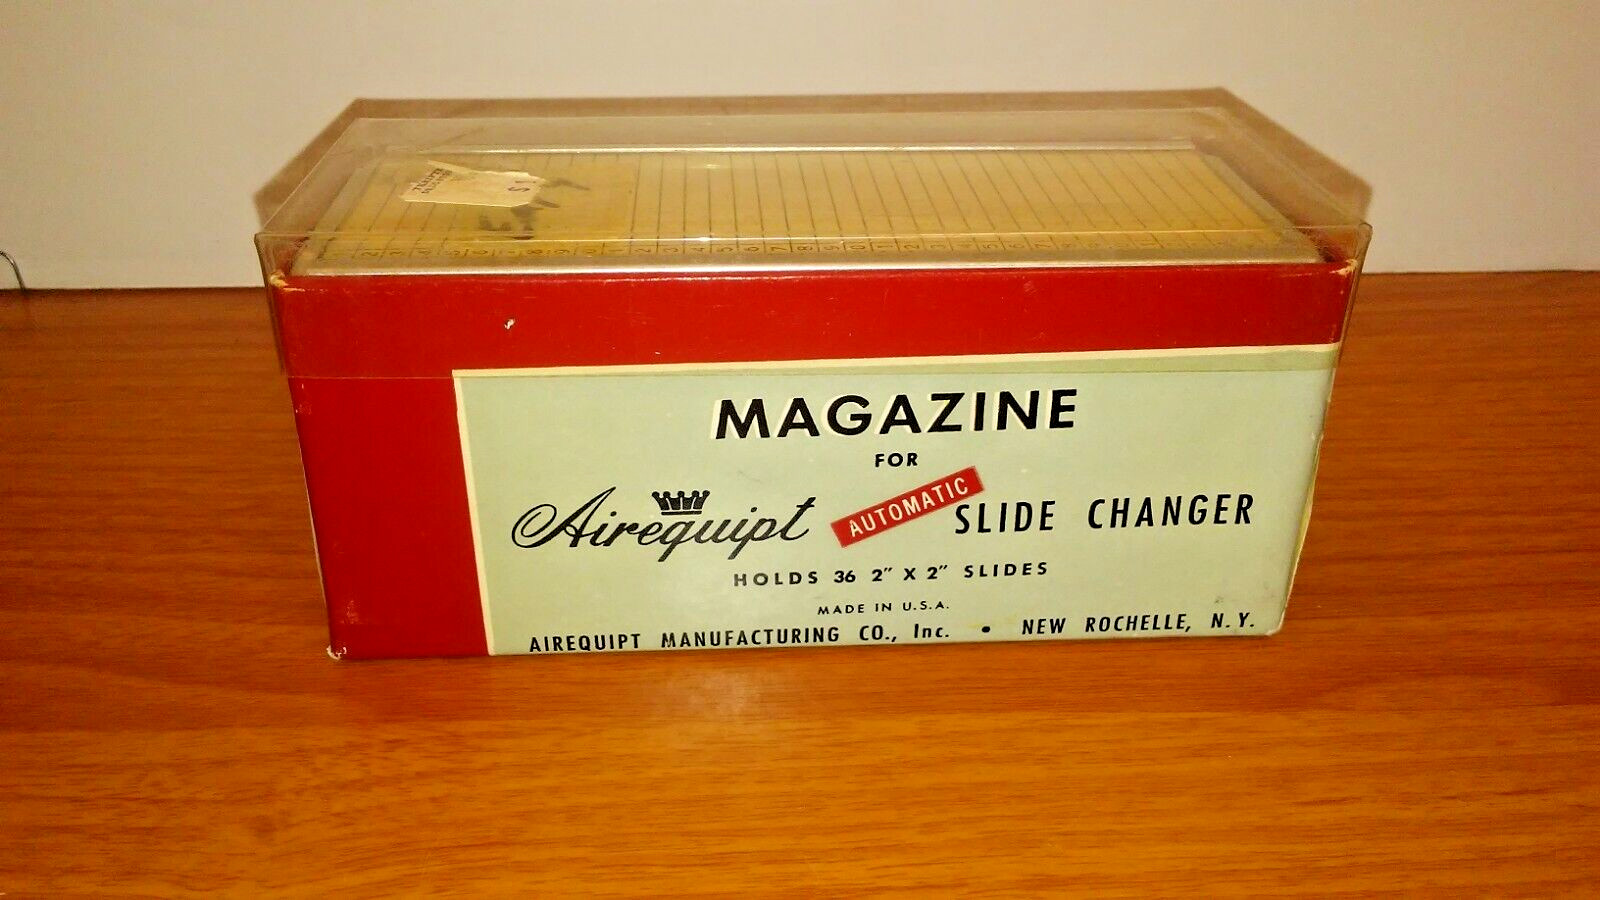 MAGAZINE
FOR
Airequipt AUTOMATIC SLIDE CHANGER
HOLDS 36 2" X 2" SLIDES
MADE IN U.S.A.
AIREQUIPT MANUFACTURING CO., Inc. • NEW ROCHELLE, N.Y.